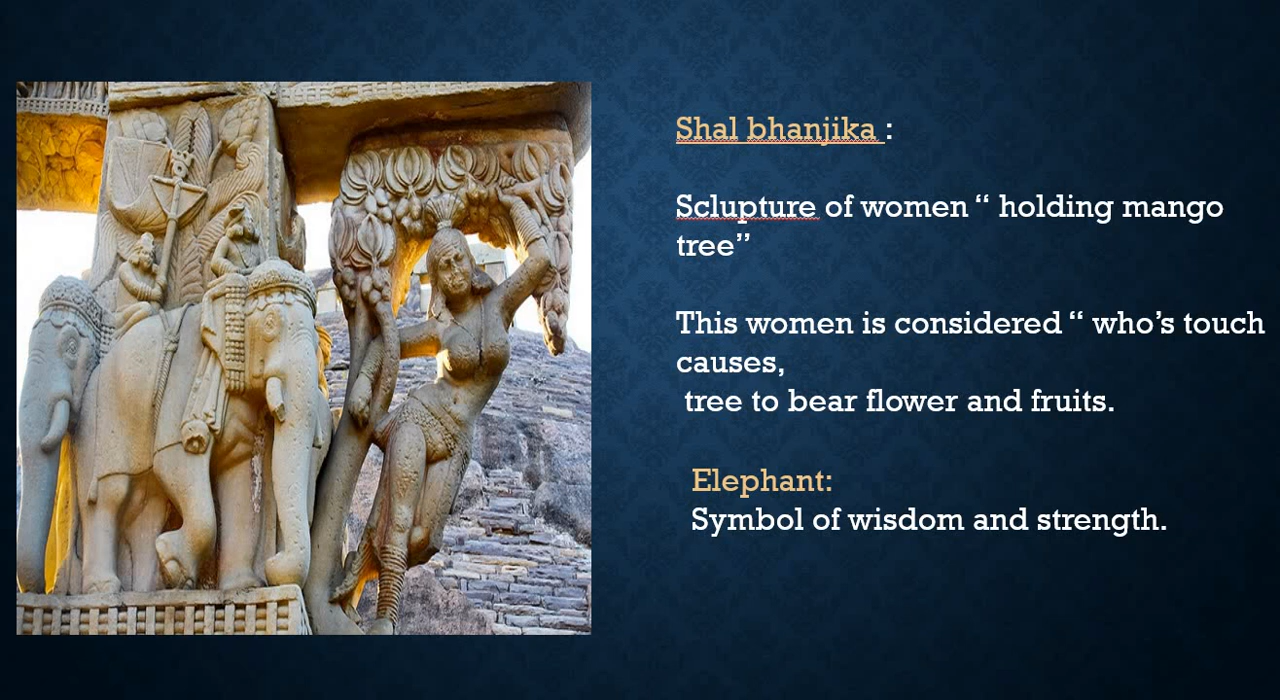 Shal bhanjika :
Sclupture of women “ holding mango
tree”
This women is considered “ who’s touch
causes,
tree to bear flower and fruits.
Elephant:
Symbol of wisdom and strength.